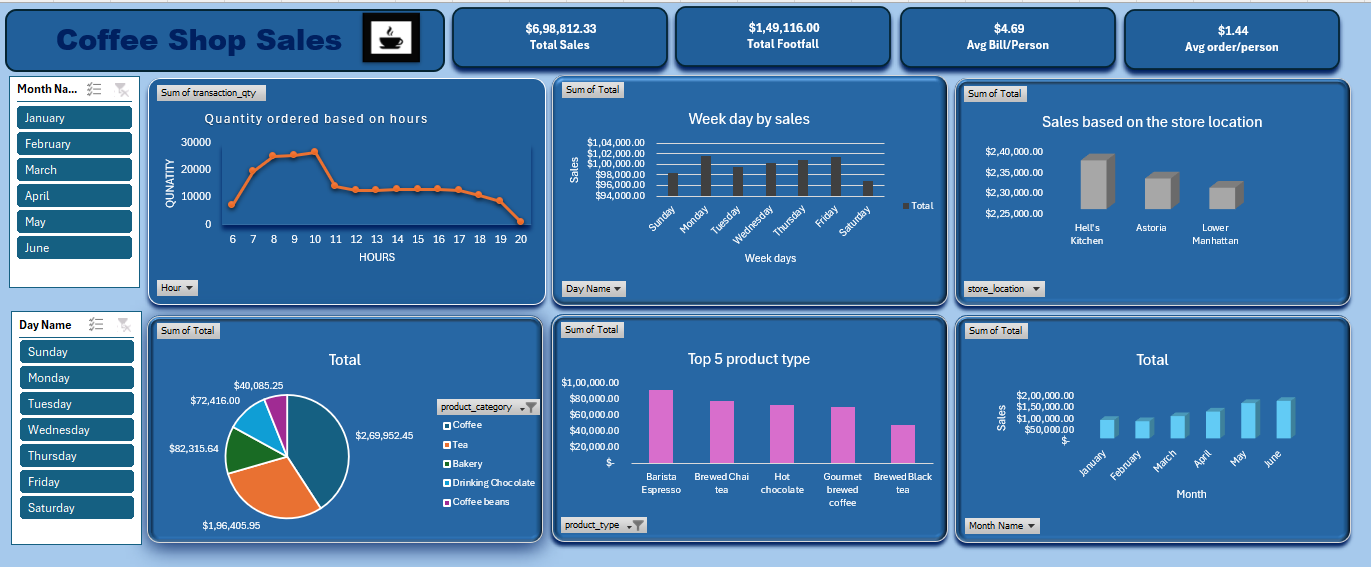 Coffee Shop Sales
$6,98,812.33
Total Sales
$1,49,116.00
Total Footfall
$4.69
Avg Bill/Person
$1.44
Avg order/person
Month Na...
January
February
March
April
May
June
Sum of transaction_qty
Quantity ordered based on hours
QUNATITY
30000
20000
10000
0
6 7 8 9 10 11 12 13 14 15 16 17 18 19 20
HOURS
Hour
Sum of Total
Week day by sales
Sales
$1,04,000.00
$1,02,000.00
$1,00,000.00
$98,000.00
$96,000.00
$94,000.00
Sunday
Monday
Tuesday
Wednesday
Thursday
Friday
Saturday
Total
Week days
Day Name
Sum of Total
Sales based on the store location
$2,40,000.00
$2,35,000.00
$2,30,000.00
$2,25,000.00
Hell's
Kitchen
Astoria
Lower
Manhattan
store_location
Day Name
Sunday
Monday
Tuesday
Wednesday
Thursday
Friday
Saturday
Sum of Total
Total
$40,085.25
$72,416.00
$82,315.64
$1,96,405.95
$2,69,952.45
product_category
Coffee
Tea
Bakery
Drinking Chocolate
Coffee beans
Sum of Total
Top 5 product type
$1,00,000.00
$80,000.00
$60,000.00
$40,000.00
$20,000.00
$-
Barista
Espresso
Brewed Chai
tea
Hot
chocolate
Gourmet
brewed
coffee
Brewed Black
tea
product_type
Sum of Total
Total
Sales
$2,00,000.00
$1,50,000.00
$1,00,000.00
$50,000.00
$-
January
February
March
April
May
June
Month
Month Name